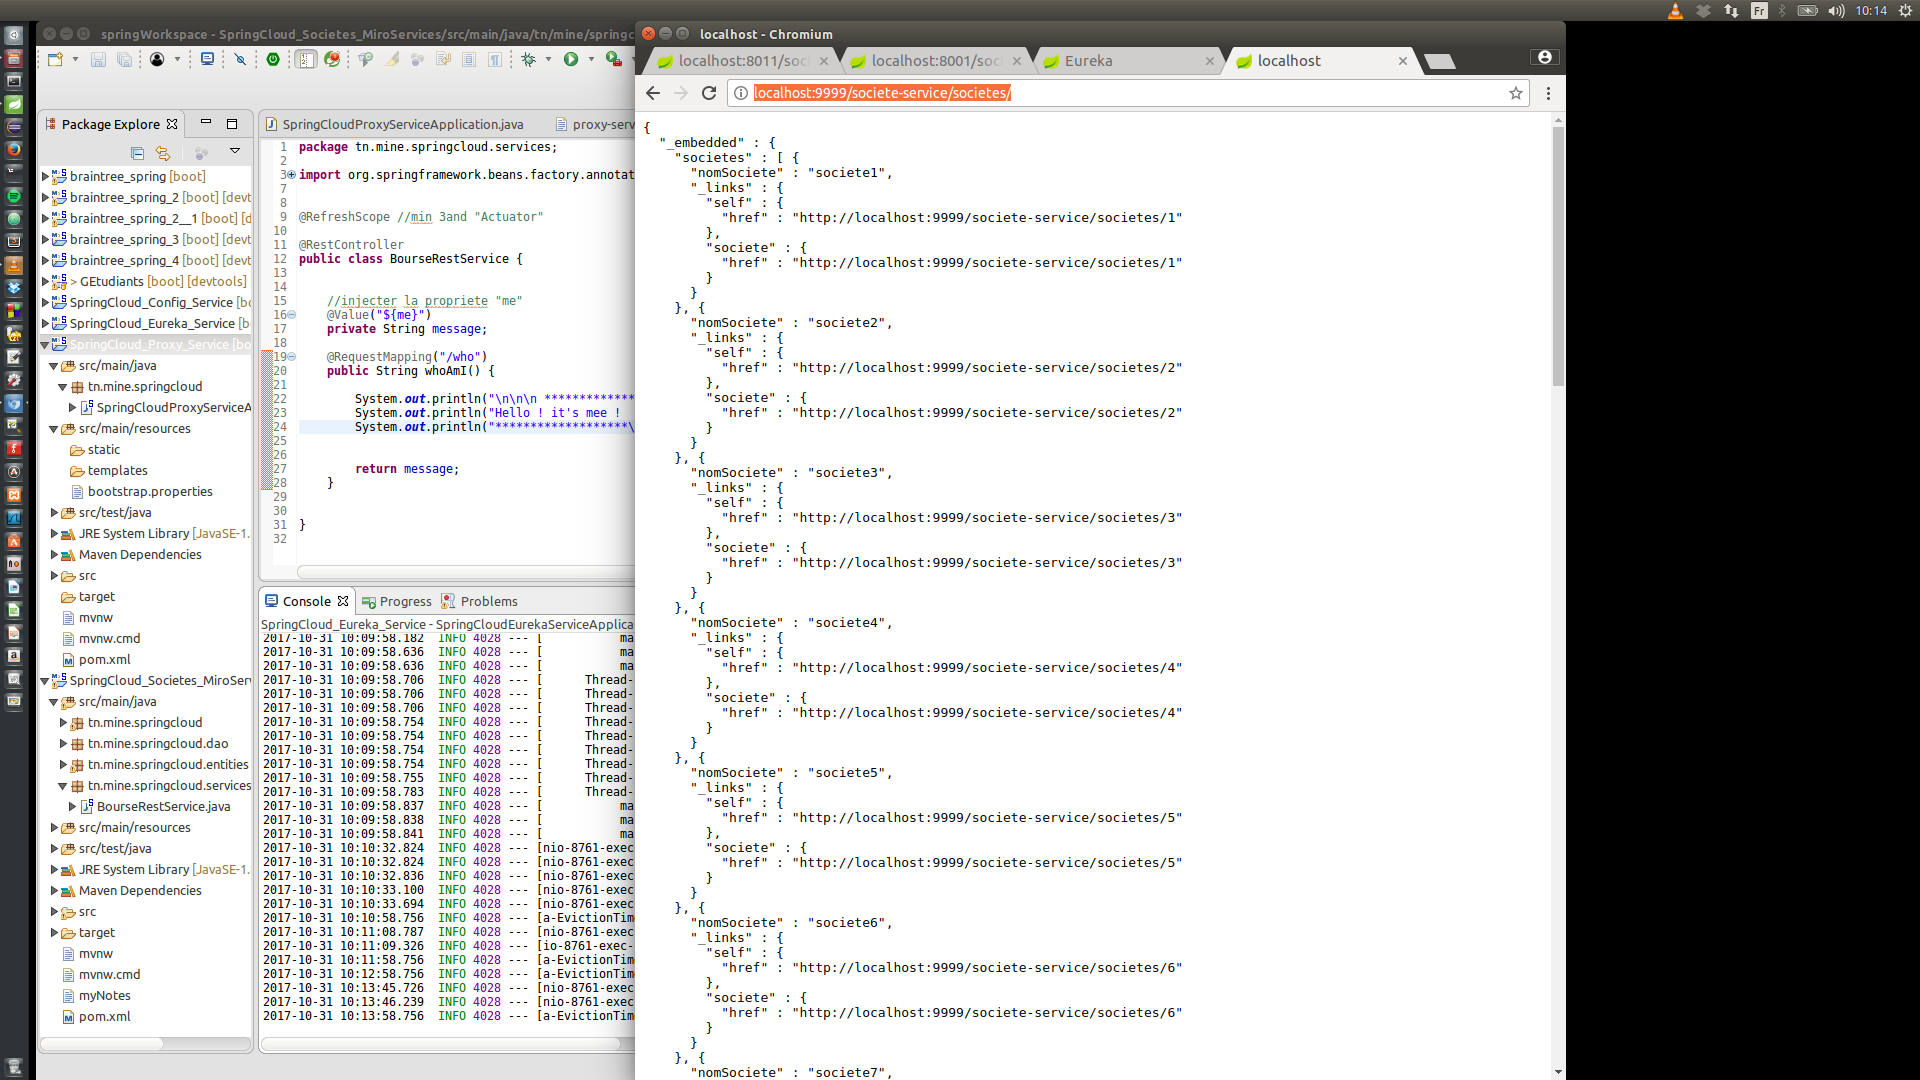 Fr
10:14
springWorkspace - SpringCloud_Societes_MiroServices/src/main/java/tn/mine/springc
localhost - Chromium
localhost:8011/soci
localhost:8001/soc
Eureka
localhost
localhost:9999/societe-service/societes/
Package Explore
braintree_spring [boot]
braintree_spring_2 [boot] [devt
braintree_spring_2__1 [boot] [d
braintree_spring_3 [boot] [devt
braintree_spring_4 [boot] [devt
> GEtudiants [boot] [devtools]
SpringCloud_Config_Service [b
SpringCloud_Eureka_Service [b
SpringCloud_Proxy_Service [bo
src/main/java
tn.mine.springcloud
SpringCloudProxyServiceA
src/main/resources
static
templates
bootstrap.properties
src/test/java
JRE System Library [JavaSE-1.
Maven Dependencies
src
target
mvnw
mvnw.cmd
pom.xml
SpringCloud_Societes_MiroServ
src/main/java
tn.mine.springcloud
tn.mine.springcloud.dao
tn.mine.springcloud.entities
tn.mine.springcloud.services
BourseRestService.java
src/main/resources
src/test/java
JRE System Library [JavaSE-1.
Maven Dependencies
src
target
mvnw
mvnw.cmd
myNotes
pom.xml
SpringCloudProxyServiceApplication.java
proxy-serv
1 package tn.mine.springcloud.services;
2
3 import org.springframework.beans.factory.annotat
7
8
9 @RefreshScope //min 3and "Actuator"
10
11 @RestController
12 public class BourseRestService {
13
14
15 //injecter la propriete "me"
16 @Value("${me}")
17 private String message;
18
19 @RequestMapping("/who")
20 public String whoAmI() {
21
22 System.out.println("\n\n\n *************
23 System.out.println("Hello ! it's mee !
24 System.out.println("*******************\
25
26
27 return message;
28 }
29
30
31 }
32
Console
Progress
Problems
SpringCloud_Eureka_Service - SpringCloudEurekaServiceApplica
2017-10-31 10:09:58.182 INFO 4028 --- [ ma
2017-10-31 10:09:58.636 INFO 4028 --- [ ma
2017-10-31 10:09:58.636 INFO 4028 --- [ ma
2017-10-31 10:09:58.706 INFO 4028 --- [ Thread-
2017-10-31 10:09:58.706 INFO 4028 --- [ Thread-
2017-10-31 10:09:58.706 INFO 4028 --- [ Thread-
2017-10-31 10:09:58.754 INFO 4028 --- [ Thread-
2017-10-31 10:09:58.754 INFO 4028 --- [ Thread-
2017-10-31 10:09:58.754 INFO 4028 --- [ Thread-
2017-10-31 10:09:58.754 INFO 4028 --- [ Thread-
2017-10-31 10:09:58.755 INFO 4028 --- [ Thread-
2017-10-31 10:09:58.783 INFO 4028 --- [ Thread-
2017-10-31 10:09:58.837 INFO 4028 --- [ ma
2017-10-31 10:09:58.838 INFO 4028 --- [ ma
2017-10-31 10:09:58.841 INFO 4028 --- [ ma
2017-10-31 10:10:32.824 INFO 4028 --- [nio-8761-exec
2017-10-31 10:10:32.824 INFO 4028 --- [nio-8761-exec
2017-10-31 10:10:32.836 INFO 4028 --- [nio-8761-exec
2017-10-31 10:10:33.100 INFO 4028 --- [nio-8761-exec
2017-10-31 10:10:33.694 INFO 4028 --- [nio-8761-exec
2017-10-31 10:10:58.756 INFO 4028 --- [a-EvictionTim
2017-10-31 10:11:08.787 INFO 4028 --- [nio-8761-exec
2017-10-31 10:11:09.326 INFO 4028 --- [io-8761-exec-
2017-10-31 10:11:58.756 INFO 4028 --- [a-EvictionTim
2017-10-31 10:12:58.756 INFO 4028 --- [a-EvictionTim
2017-10-31 10:13:45.726 INFO 4028 --- [nio-8761-exec
2017-10-31 10:13:46.239 INFO 4028 --- [nio-8761-exec
2017-10-31 10:13:58.756 INFO 4028 --- [a-EvictionTim
{
"_embedded" : {
"societes" : [ {
"nomSociete" : "societe1",
"_links" : {
"self" : {
"href" : "http://localhost:9999/societe-service/societes/1"
},
"societe" : {
"href" : "http://localhost:9999/societe-service/societes/1"
}
}
}, {
"nomSociete" : "societe2",
"_links" : {
"self" : {
"href" : "http://localhost:9999/societe-service/societes/2"
},
"societe" : {
"href" : "http://localhost:9999/societe-service/societes/2"
}
}
}, {
"nomSociete" : "societe3",
"_links" : {
"self" : {
"href" : "http://localhost:9999/societe-service/societes/3"
},
"societe" : {
"href" : "http://localhost:9999/societe-service/societes/3"
}
}
}, {
"nomSociete" : "societe4",
"_links" : {
"self" : {
"href" : "http://localhost:9999/societe-service/societes/4"
},
"societe" : {
"href" : "http://localhost:9999/societe-service/societes/4"
}
}
}, {
"nomSociete" : "societe5",
"_links" : {
"self" : {
"href" : "http://localhost:9999/societe-service/societes/5"
},
"societe" : {
"href" : "http://localhost:9999/societe-service/societes/5"
}
}
}, {
"nomSociete" : "societe6",
"_links" : {
"self" : {
"href" : "http://localhost:9999/societe-service/societes/6"
},
"societe" : {
"href" : "http://localhost:9999/societe-service/societes/6"
}
}
}, {
"nomSociete" : "societe7",